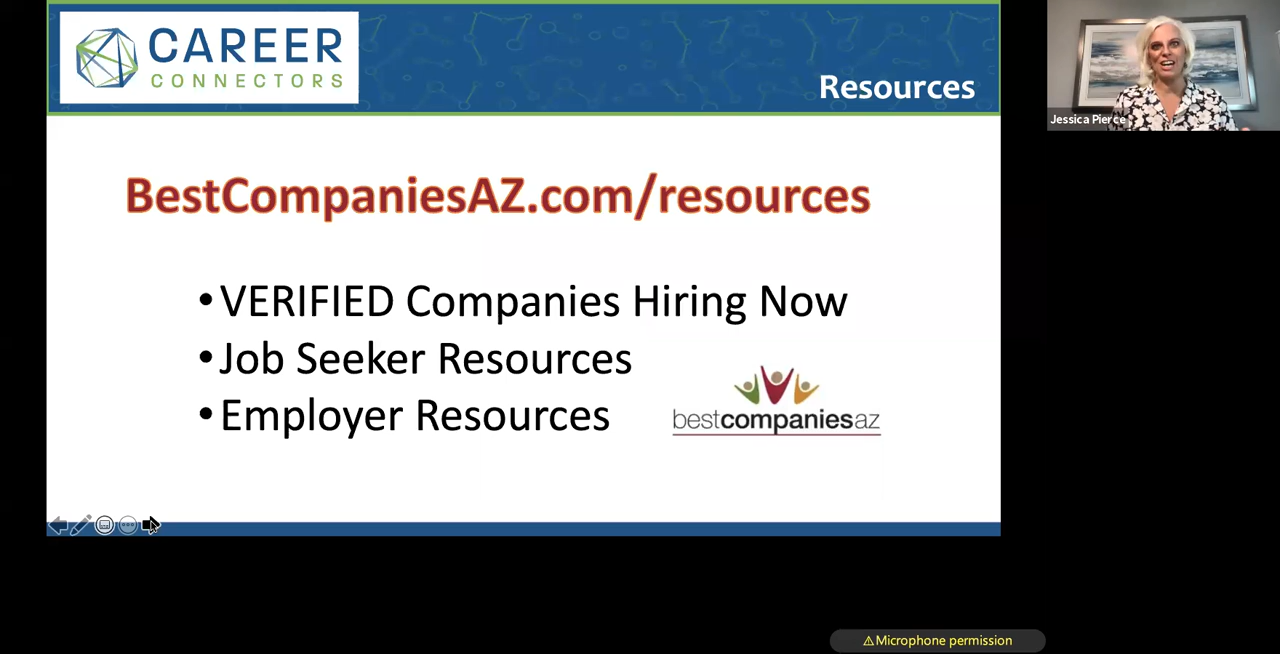 CAREER
CONNECTORS
Resources
Jessica Pierce
BestCompaniesAZ.com/resources
•VERIFIED Companies Hiring Now
•Job Seeker Resources
•Employer Resources
bestcompaniesaz
⚠Microphone permission